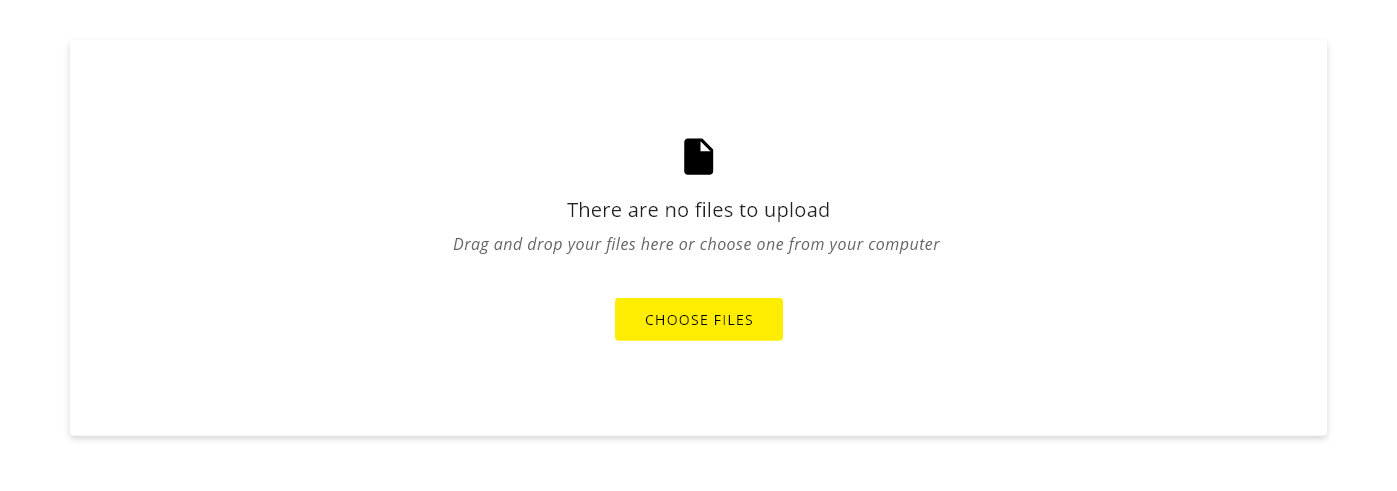 There are no files to upload
Drag and drop your files here or choose one from your computer
CHOOSE FILES